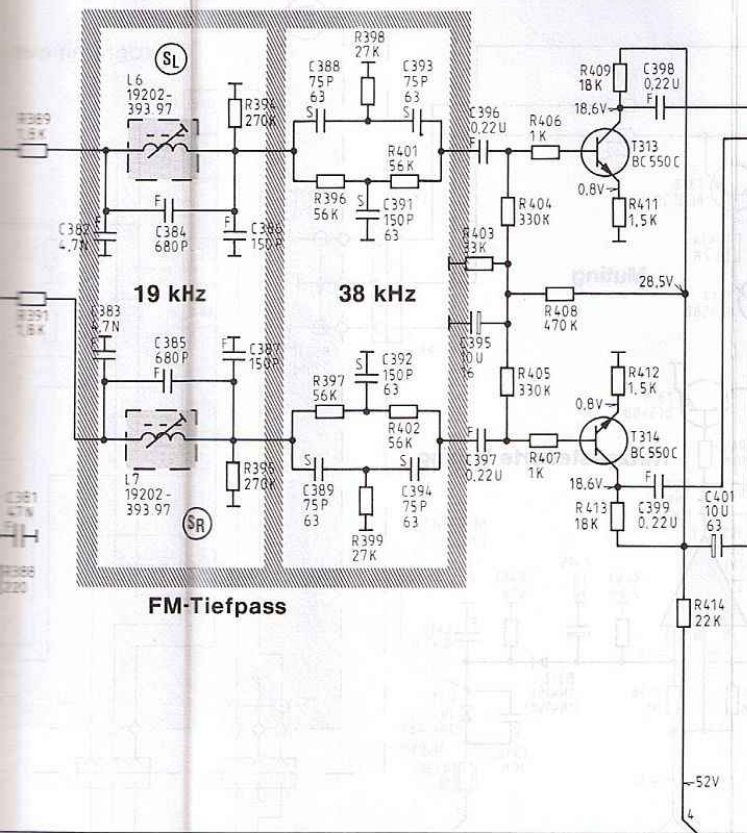 SL
L6
19202-
393 97
R389
1,8K
R394
270K
C382
4,7N
F
F
C384
680P
F
C386
150P
C388
75P
63
S
R398
27K
C393
75P
63
S
R396
56K
R401
56K
S
C391
150P
63
C396
0,22U
F
R406
1K
R409
18K
C398
0,22U
F
18,6V
T313
BC550C
0,8V
R411
1,5K
R404
330K
R403
33K
28,5V
R408
470K
19 kHz
38 kHz
R391
1,8K
C383
4,7N
F
C385
680P
F
C387
150P
F
C392
150P
63
S
C395
10U
16
R405
330K
R412
1,5K
0,8V
R397
56K
R402
56K
T314
BC550C
F
C397
0,22U
R407
1K
18,6V
R413
18K
F
C399
0,22U
C401
10U
63
L7
19202-
393 97
SR
R395
270K
S
C389
75P
63
S
C394
75P
63
R399
27K
C381
47N
F
R388
220
FM-Tiefpass
R414
22K
52V
4